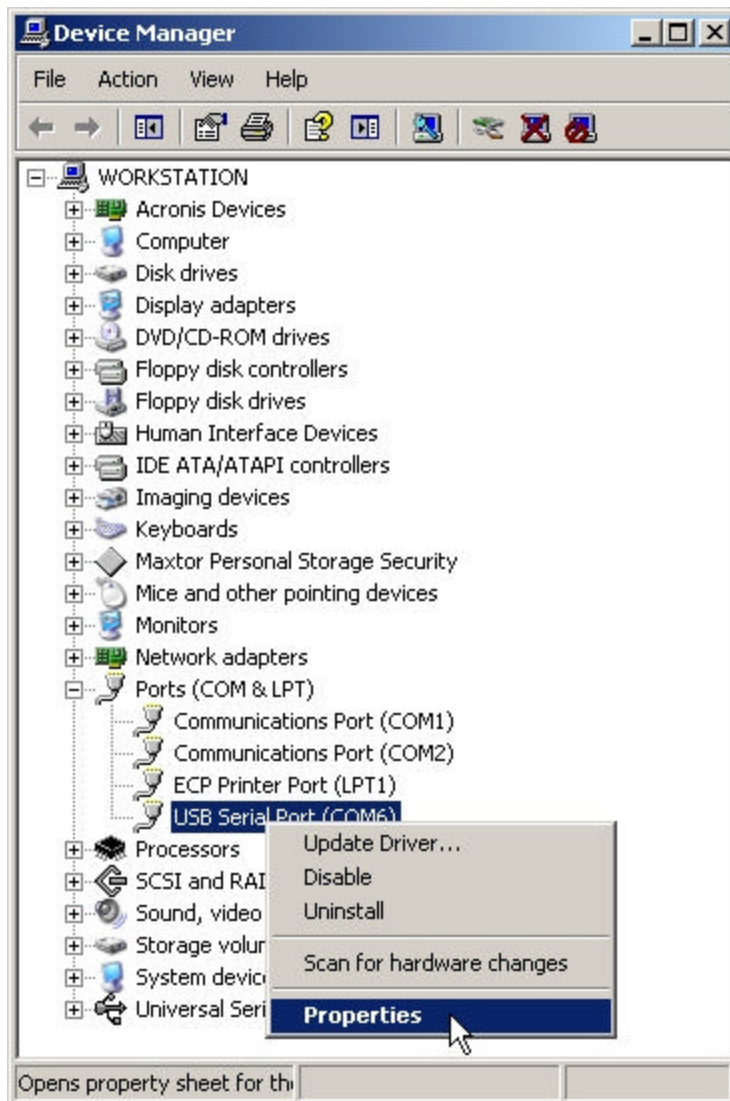 Device Manager
File Action View Help
WORKSTATION
Acronis Devices
Computer
Disk drives
Display adapters
DVD/CD-ROM drives
Floppy disk controllers
Floppy disk drives
Human Interface Devices
IDE ATA/ATAPI controllers
Imaging devices
Keyboards
Maxtor Personal Storage Security
Mice and other pointing devices
Monitors
Network adapters
Ports (COM & LPT)
Communications Port (COM1)
Communications Port (COM2)
ECP Printer Port (LPT1)
USB Serial Port (COM6)
Processors
SCSI and RAI
Sound, video
Storage volu
System devic
Universal Seri
Update Driver...
Disable
Uninstall
Scan for hardware changes
Properties
Opens property sheet for th